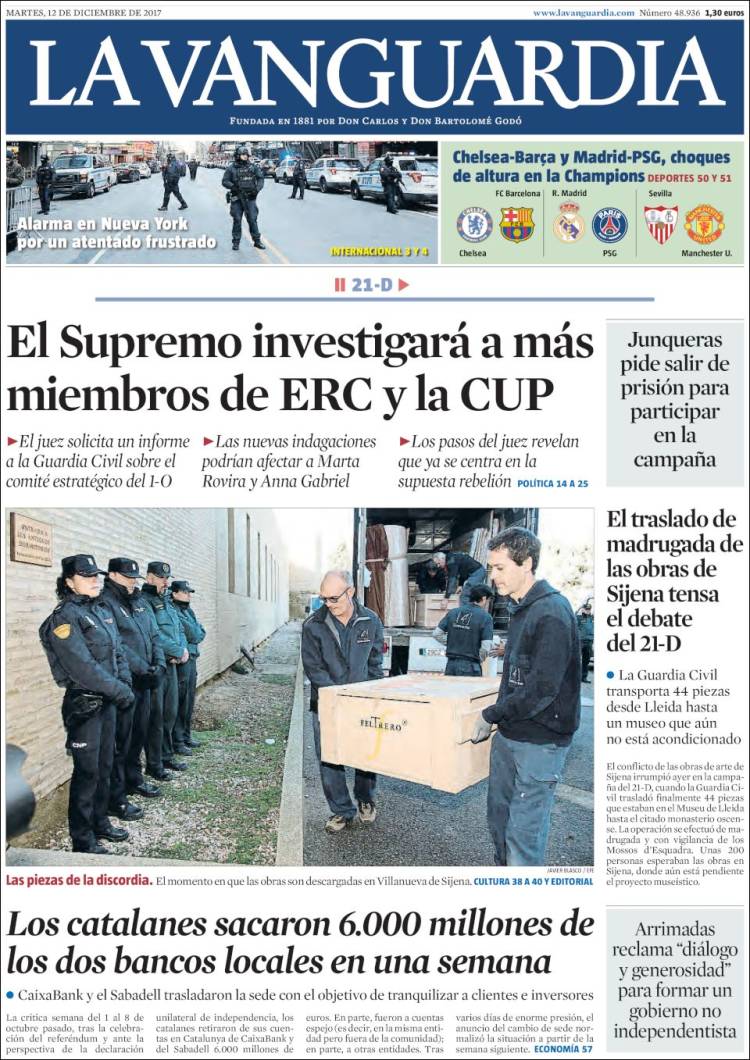 MARTES, 12 DE DICIEMBRE DE 2017
www.lavanguardia.com Número 48.936 1,30 euros
LA VANGUARDIA
FUNDADA EN 1881 POR DON CARLOS Y DON BARTOLOMÉ GODÓ
Alarma en Nueva York
por un atentado frustrado
INTERNACIONAL 3 Y 4
Chelsea-Barça y Madrid-PSG, choques
de altura en la Champions DEPORTES 50 Y 51
FC Barcelona R. Madrid Sevilla
Chelsea PSG Manchester U.
21-D
El Supremo investigará a más
miembros de ERC y la CUP
El juez solicita un informe
a la Guardia Civil sobre el
comité estratégico del 1-O
Las nuevas indagaciones
podrían afectar a Marta
Rovira y Anna Gabriel
Los pasos del juez revelan
que ya se centra en la
supuesta rebelión POLÍTICA 14 A 25
Junqueras
pide salir de
prisión para
participar
en la
campaña
CNP
FELTRERO
JAVIER BLASCO / EFE
Las piezas de la discordia. El momento en que las obras son descargadas en Villanueva de Sijena. CULTURA 38 A 40 Y EDITORIAL
El traslado de
madrugada de
las obras de
Sijena tensa
el debate
del 21-D
• La Guardia Civil
transporta 44 piezas
desde Lleida hasta
un museo que aún
no está acondicionado
El conflicto de las obras de arte de
Sijena irrumpió ayer en la campa-
ña del 21-D, cuando la Guardia Ci-
vil trasladó finalmente 44 piezas
que estaban en el Museu de Lleida
hasta el citado monasterio oscen-
se. La operación se efectuó de ma-
drugada y con vigilancia de los
Mossos d'Esquadra. Unas 200
personas esperaban las obras en
Sijena, donde aún está pendiente
el proyecto museístico.
Los catalanes sacaron 6.000 millones de
los dos bancos locales en una semana
• CaixaBank y el Sabadell trasladaron la sede con el objetivo de tranquilizar a clientes e inversores
La crítica semana del 1 al 8 de
octubre pasado, tras la celebra-
ción del referéndum y ante la pers-
pectiva de la declaración
unilateral de independencia, los
catalanes retiraron de sus cuen-
tas en Catalunya de CaixaBank y
del Sabadell 6.000 millones de
euros. En parte, fueron a cuentas
espejo (es decir, en la misma entidad
pero fuera de la comunidad);
en parte, a otras entidades. Tras
varios días de enorme presión, el
anuncio del cambio de sede nor-
malizó la situación a partir de la
semana siguiente. ECONOMÍA 57
Arrimadas
reclama “diálogo
y generosidad”
para formar un
gobierno no
independentista